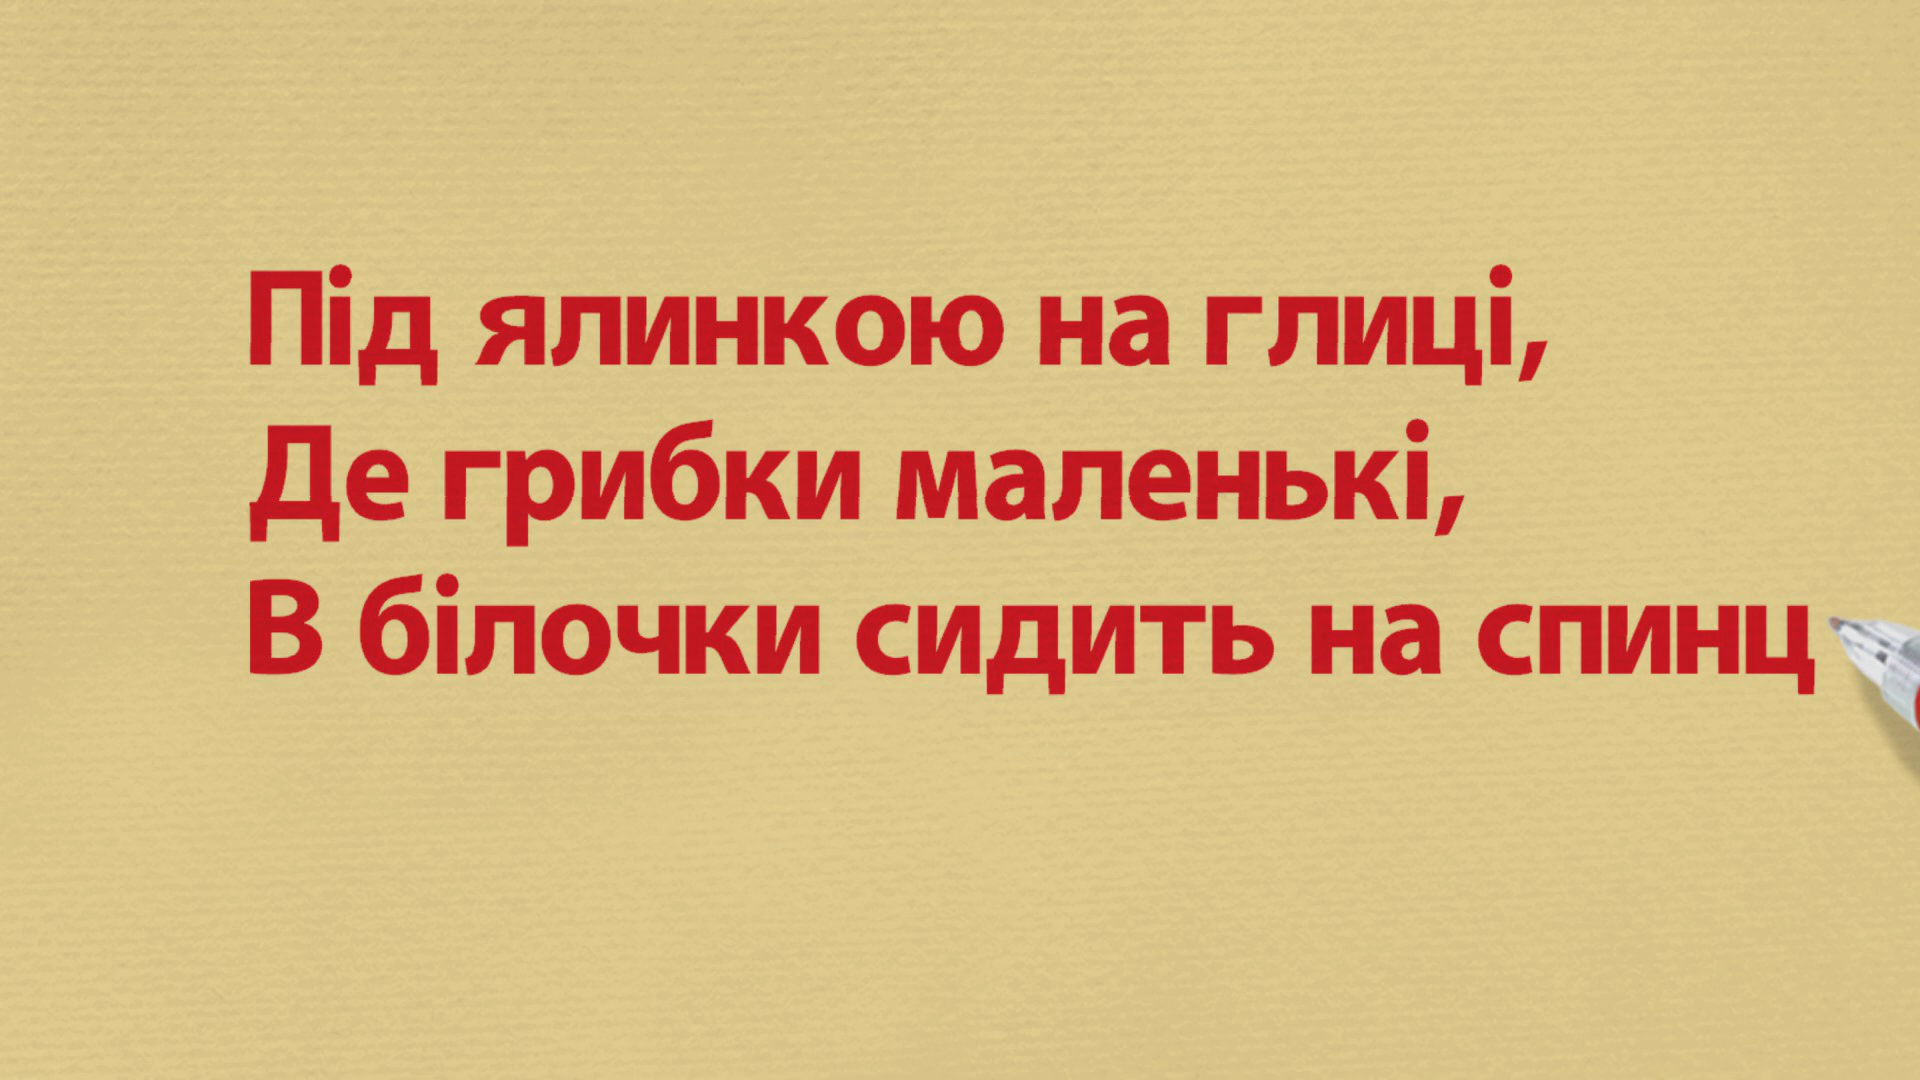 Під ялинкою на глиці,
Де грибки маленькі,
В білочки сидить на спинц